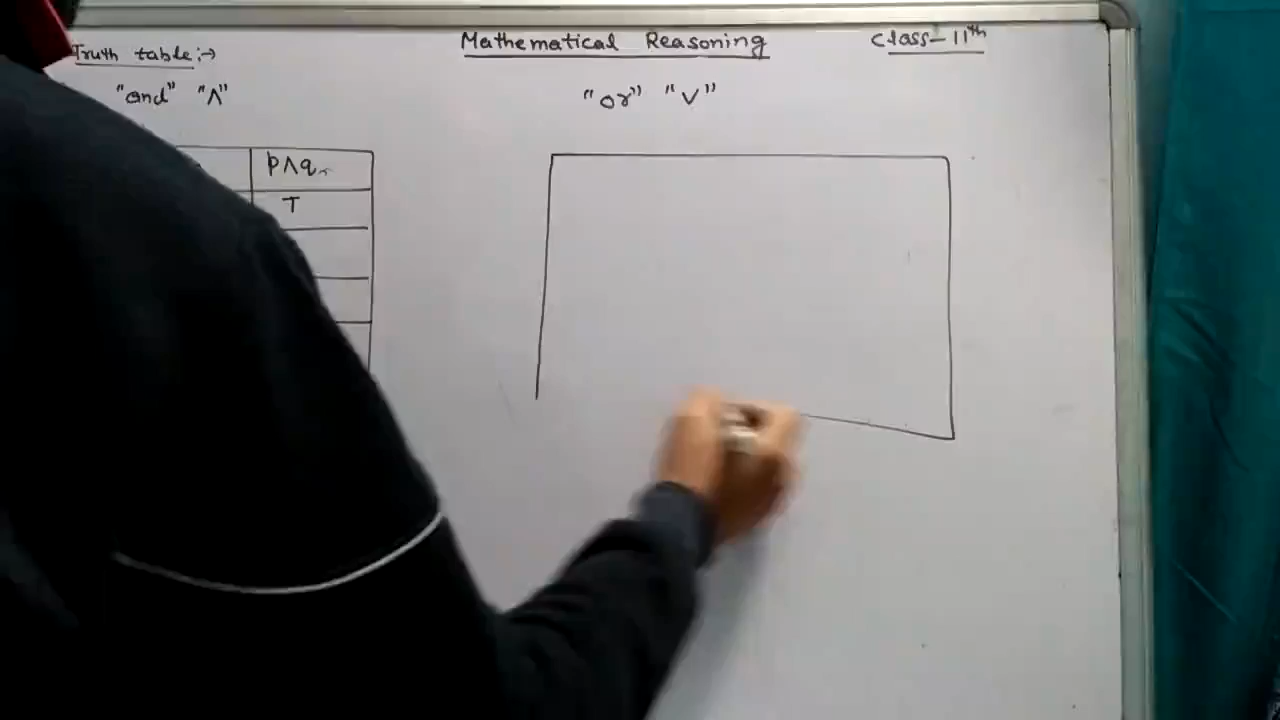 Mathematical Reasoning
Class-11th
Truth table:→
"and" "∧"
"or" "∨"
p∧q
T